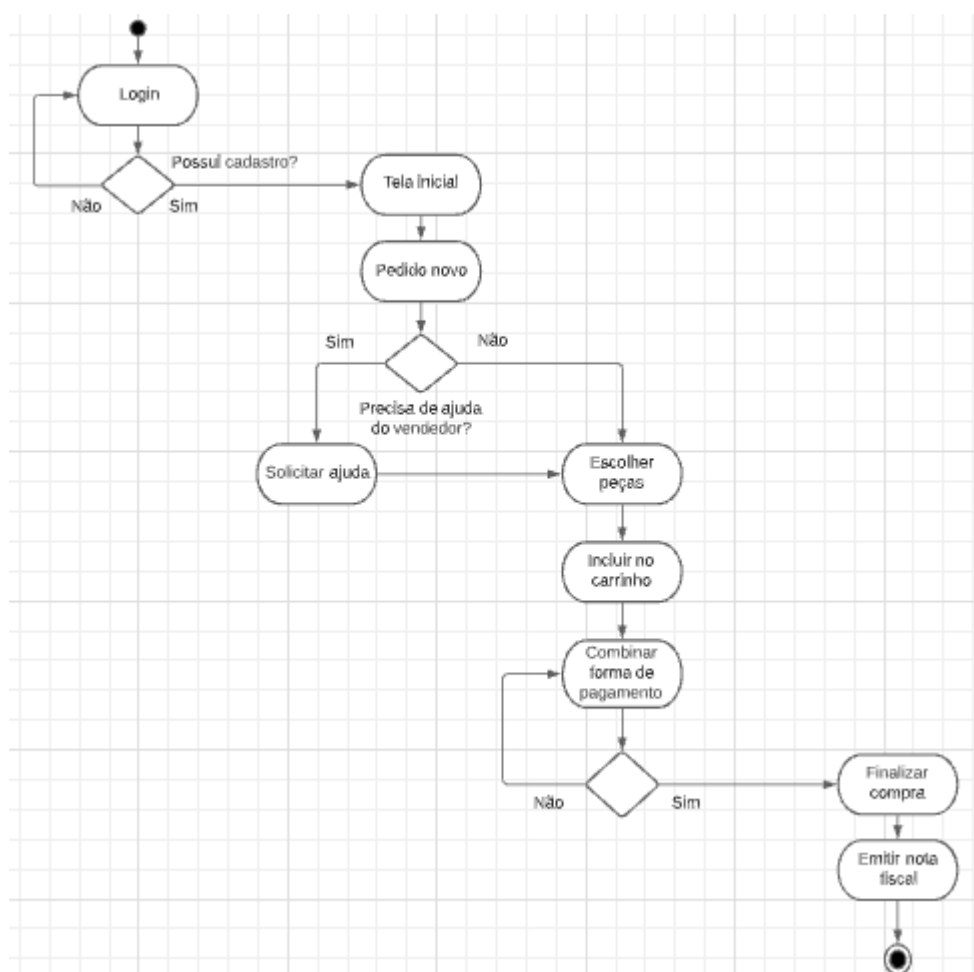 Login
Possui cadastro?
Não
Sim
Tela inicial
Pedido novo
Sim
Não
Precisa de ajuda
do vendedor?
Solicitar ajuda
Escolher
peças
Incluir no
carrinho
Combinar
forma de
pagamento
Não
Sim
Finalizar
compra
Emitir nota
fiscal